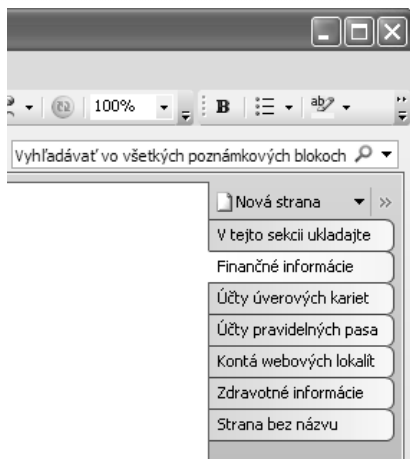 100%
B
ab
Vyhľadávať vo všetkých poznámkových blokoch
Nová strana
V tejto sekcii ukladajte
Finančné informácie
Účty úverových kariet
Účty pravidelných pasa
Kontá webových lokalít
Zdravotné informácie
Strana bez názvu